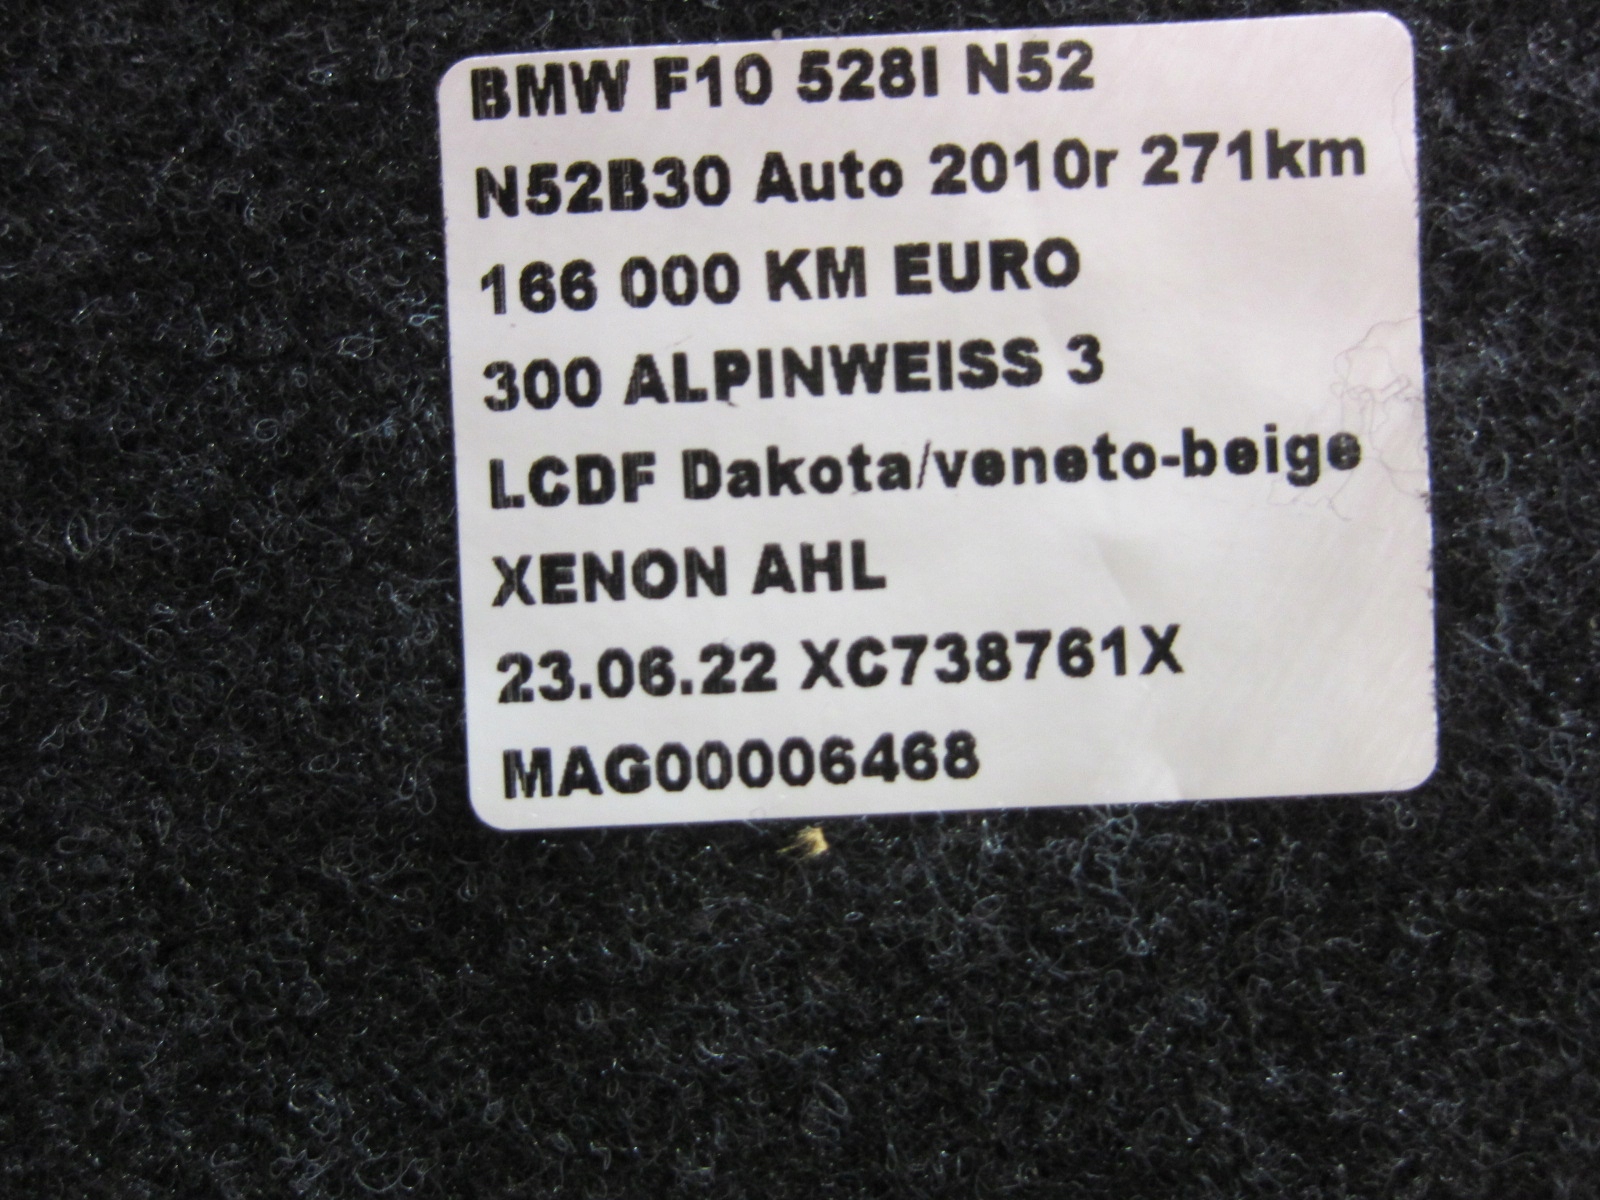 BMW F10 528I N52
N52B30 Auto 2010r 271km
166 000 KM EURO
300 ALPINWEISS 3
LCDF Dakota/veneto-beige
XENON AHL
23.06.22 XC738761X
MAG00006468